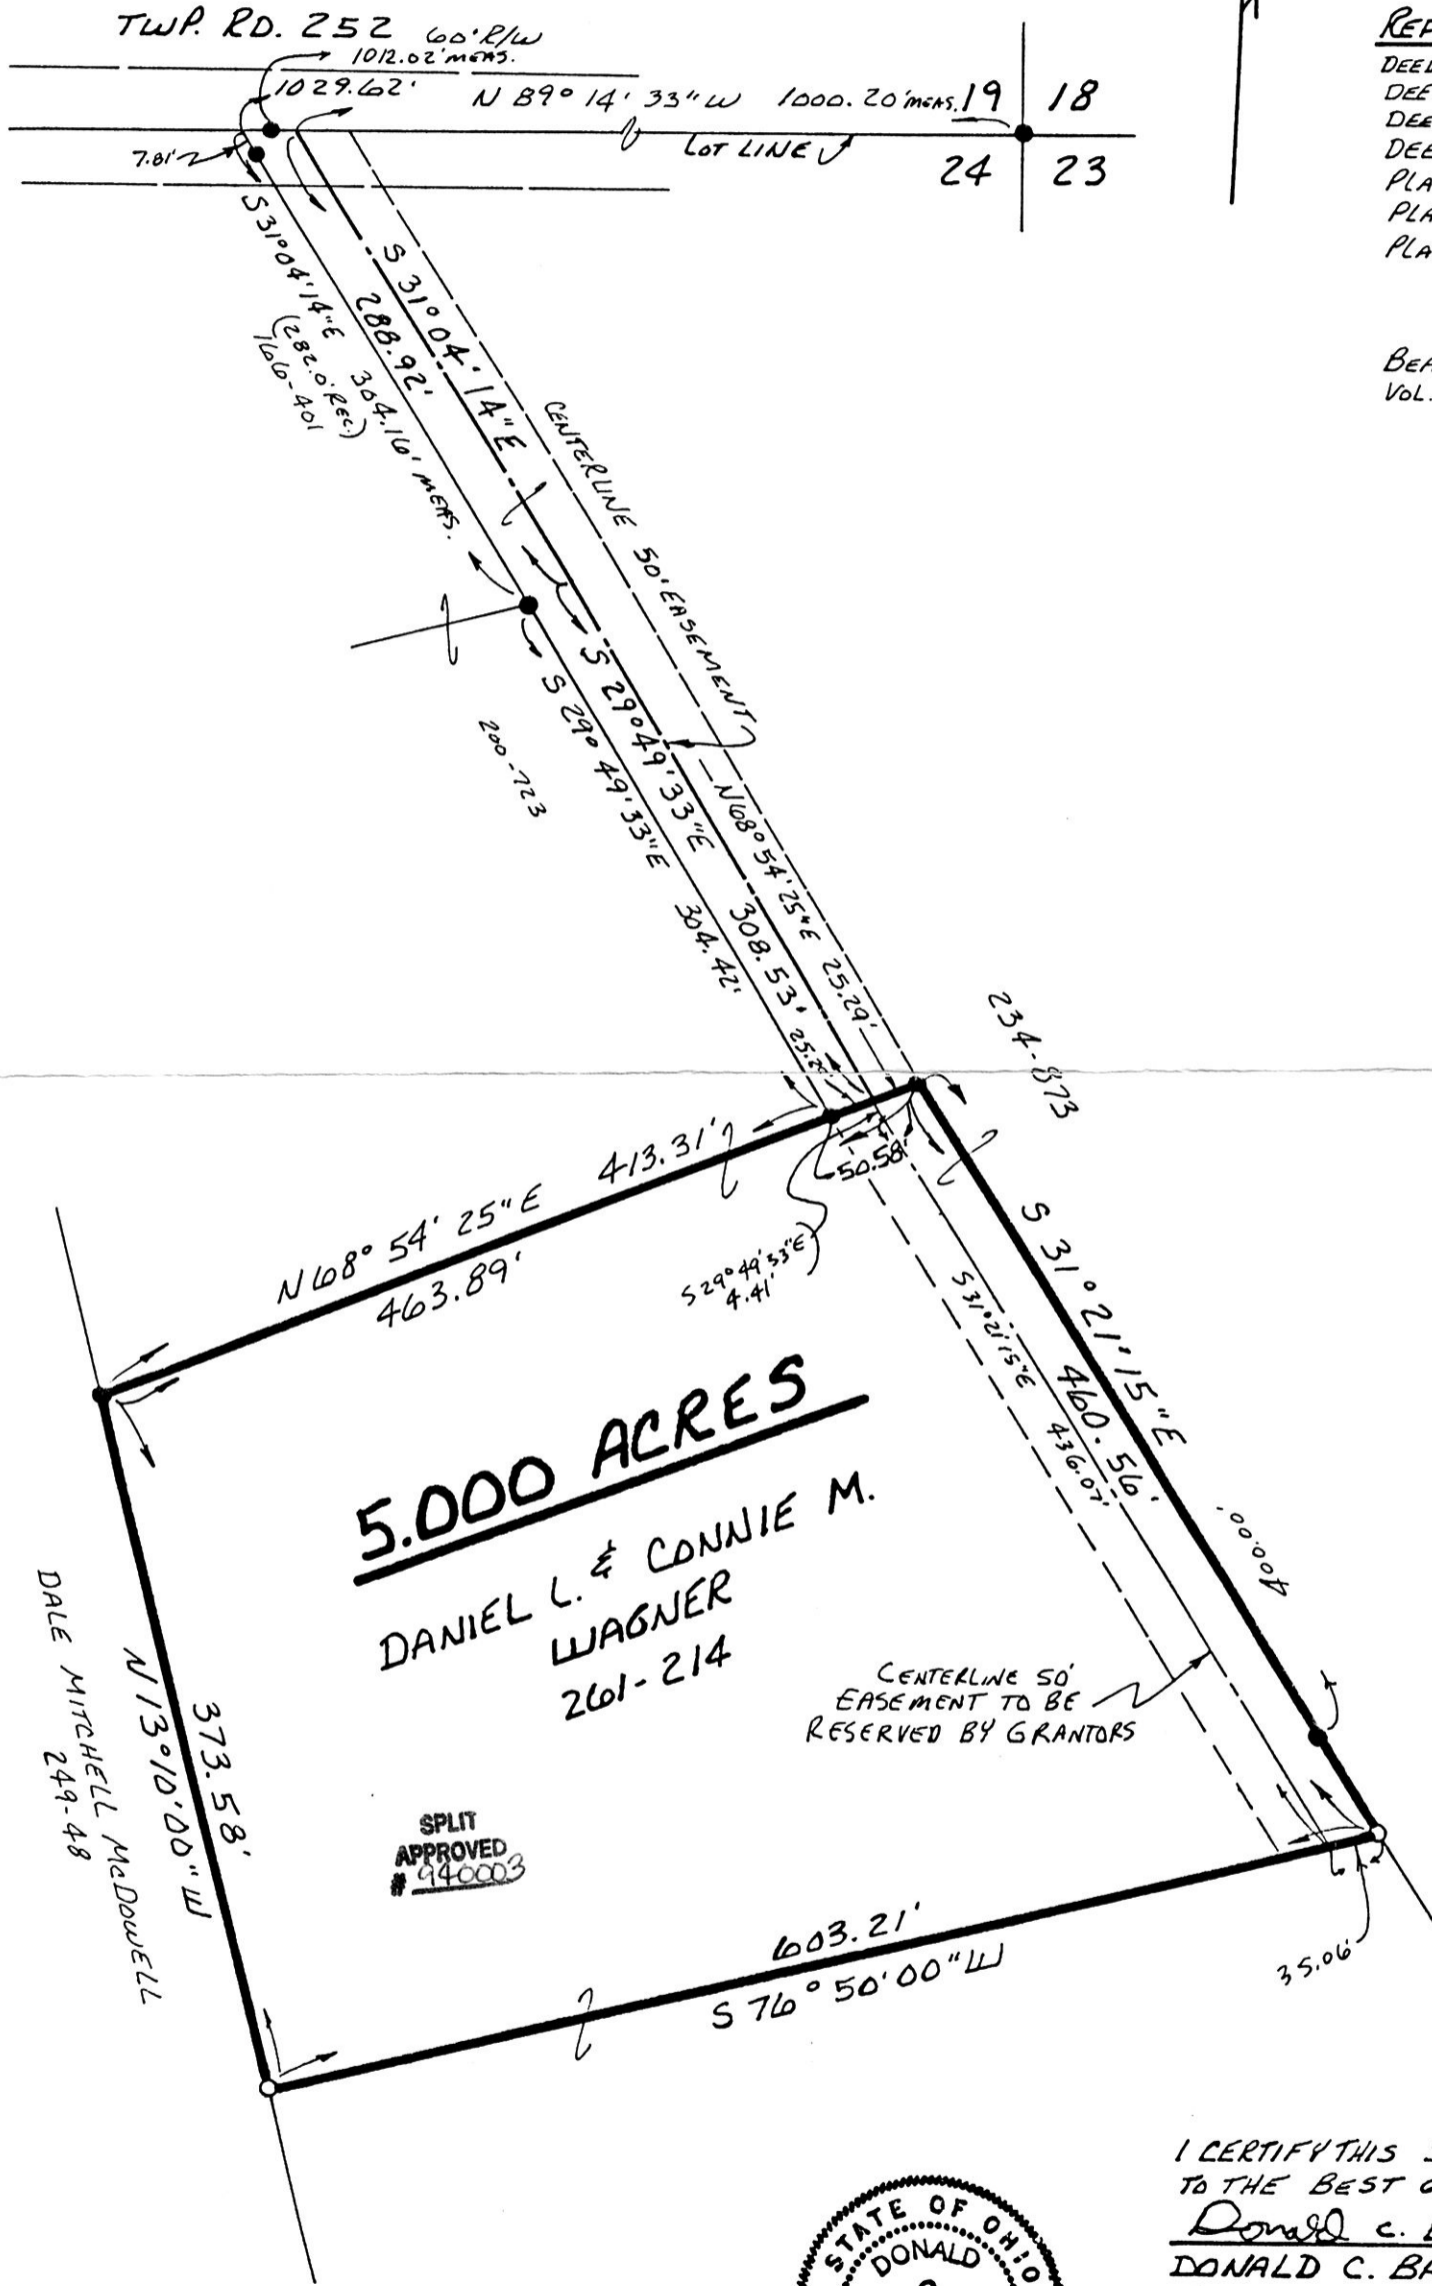 TWP. RD. 252 60' R/W
1012.02' MEAS.
1029.62'
N 89° 14' 33" W 1000.20' MEAS.
19 18
24 23
LOT LINE
7.81'
S 31° 04' 14" E 304.16' MEAS.
(282.0' REC.)
166-401
S 31° 04' 14" E
288.92'
CENTERLINE 50' EASEMENT
200-723
S 29° 49' 33" E 308.53'
S 29° 49' 33" E 304.42'
N 68° 54' 25" E 25.29'
234-873
50.58'
S 29° 49' 33" E
4.41'
N 68° 54' 25" E 413.31'
463.89'
S 31° 21' 15" E
460.56'
S 31° 21' 15" E 436.07'
400.00'
5.000 ACRES
DANIEL L. & CONNIE M.
WAGNER
261-214
CENTERLINE 50'
EASEMENT TO BE
RESERVED BY GRANTORS
DALE MITCHELL McDOWELL
249-48
N 13° 10' 00" W
373.58'
SPLIT
APPROVED
# 940003
603.21'
S 76° 50' 00" W
35.06'
VOL.
I CERTIFY THIS
TO THE BEST
Donald C.
DONALD C.
STATE OF OHIO
DONALD